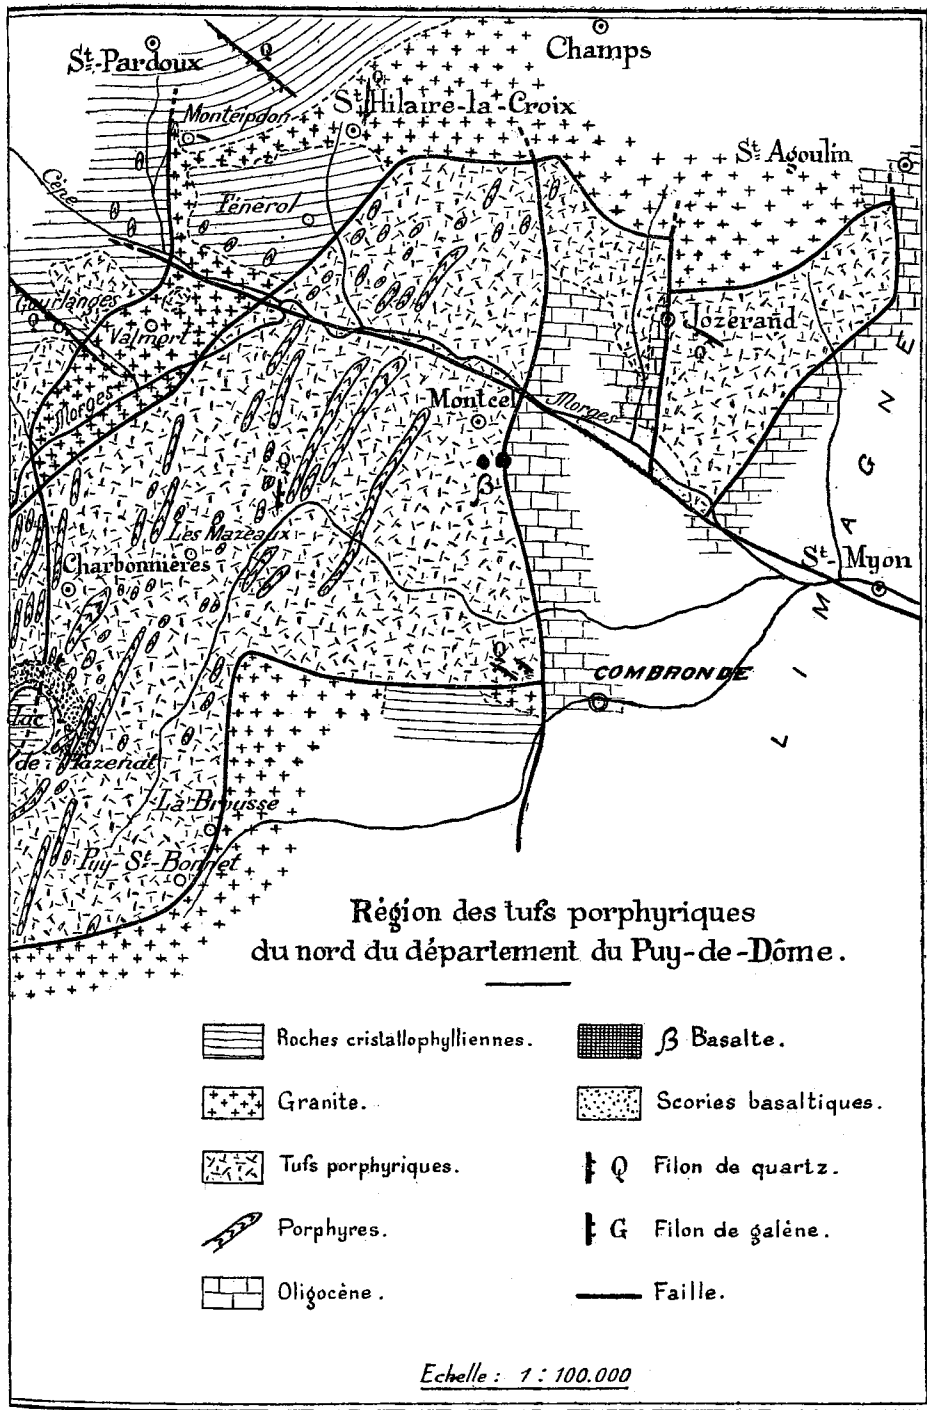 Champs
St-Pardoux
Q
Q
St Hilaire-la-Croix
Monteipdon
St Agoulin
Cêpe
Fénérol
Gourlanges
Q
Valmort
Jozerand
Q
Morges
Montcel
Morges
Q
β
Les Mazeaux
Charbonnières
St-Myon
LIMAGNE
Q
COMBRONDE
Lac
de Tazenat
La Brousse
Puy-St-Bonnet
Région des tufs porphyriques
du nord du département du Puy-de-Dôme.
Roches cristallophylliennes.
β Basalte.
Granite.
Scories basaltiques.
Tufs porphyriques.
Q Filon de quartz.
Porphyres.
G Filon de galène.
Oligocène.
Faille.
Echelle : 1 : 100.000